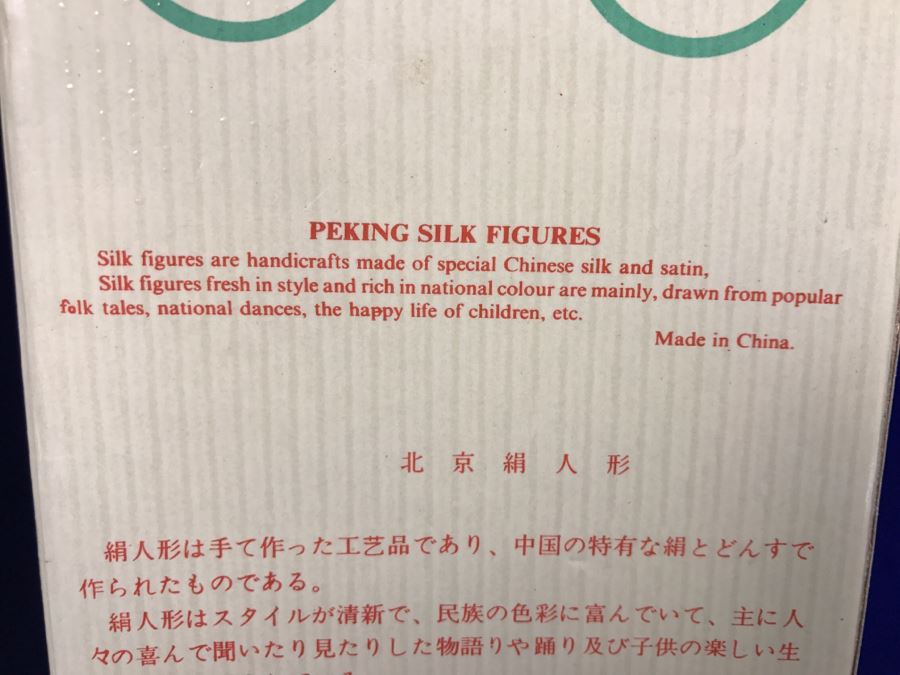 PEKING SILK FIGURES
Silk figures are handicrafts made of special Chinese silk and satin,
Silk figures fresh in style and rich in national colour are mainly, drawn from popular
folk tales, national dances, the happy life of children, etc.
Made in China.
北京絹人形
絹人形は手て作った工艺品であり、中国の特有な絹とどんすで
作られたものである。
絹人形はスタイルが清新で、民族の色彩に富んでいて、主に人
々の喜んで聞いたり見たりした物語りや踊り及び子供の楽しい生